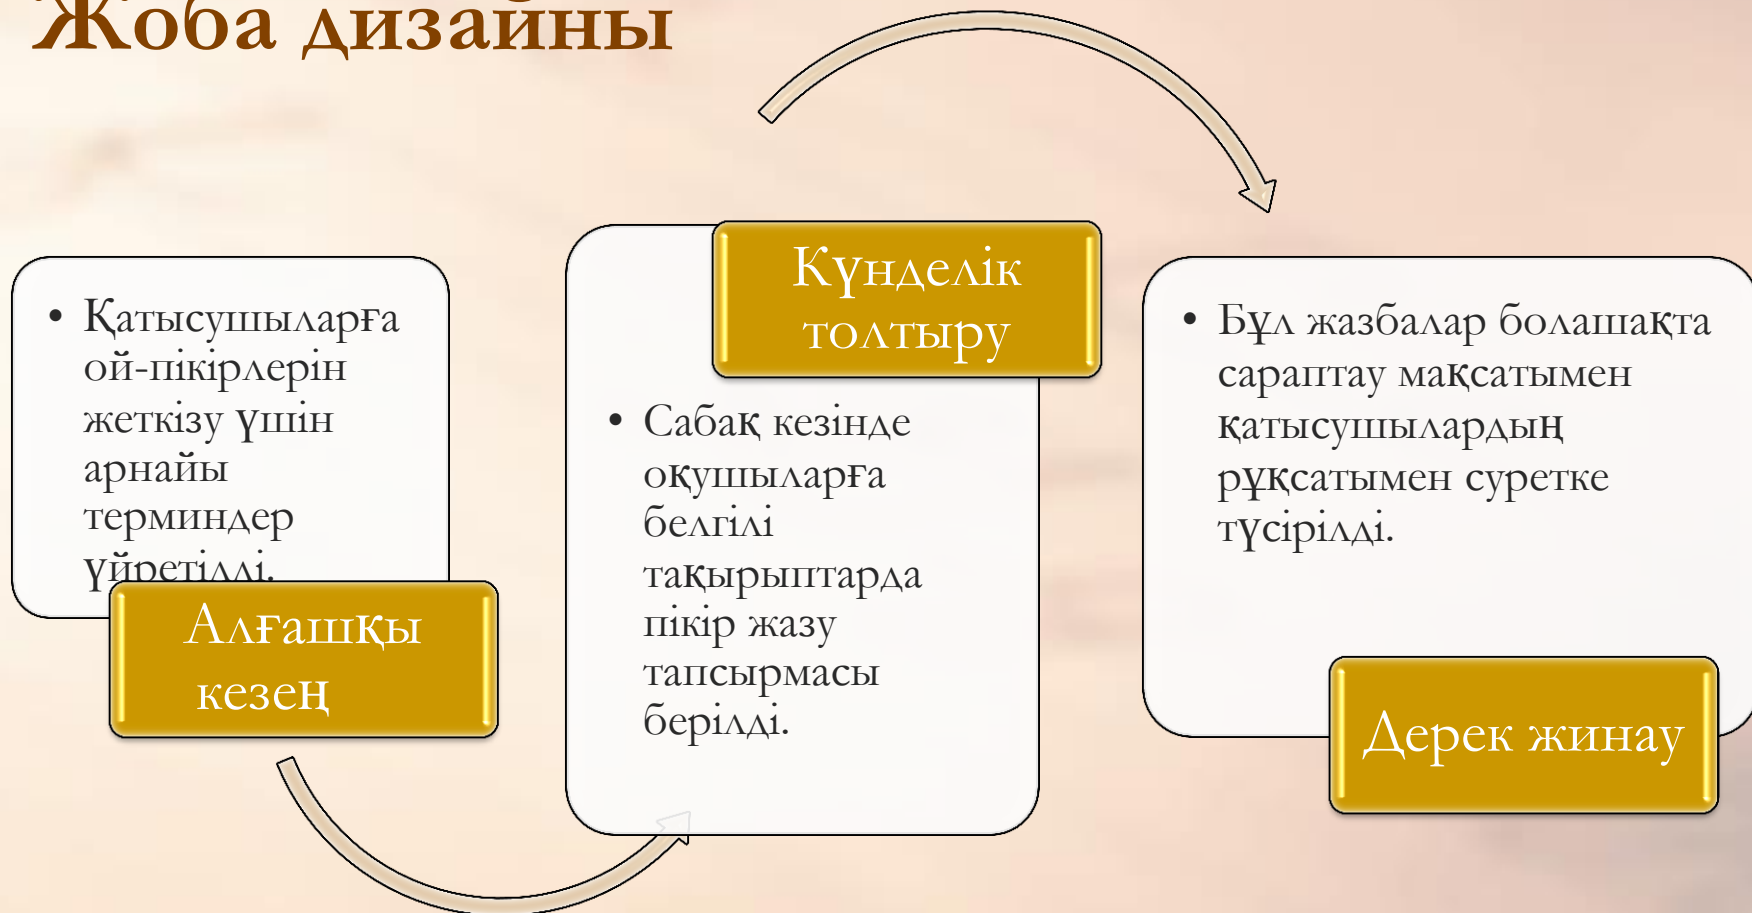 Жоба дизайны
• Қатысушыларға
ой-пікірлерін
жеткізу үшін
арнайы
терминдер
үйретілді.
Алғашқы
кезең
Күнделік
толтыру
• Сабақ кезінде
оқушыларға
белгілі
тақырыптарда
пікір жазу
тапсырмасы
берілді.
• Бұл жазбалар болашақта
сараптау мақсатымен
қатысушылардың
рұқсатымен суретке
түсірілді.
Дерек жинау